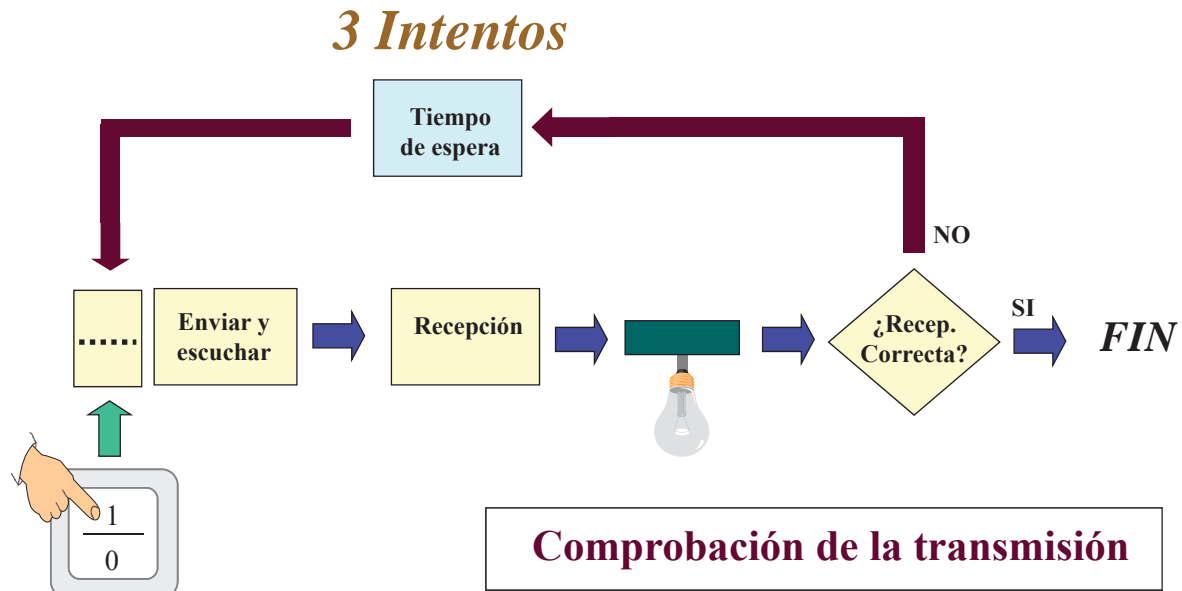 3 Intentos
Tiempo
de espera
NO
SI
Enviar y
escuchar
Recepción
¿Recep.
Correcta?
FIN
1
0
Comprobación de la transmisión